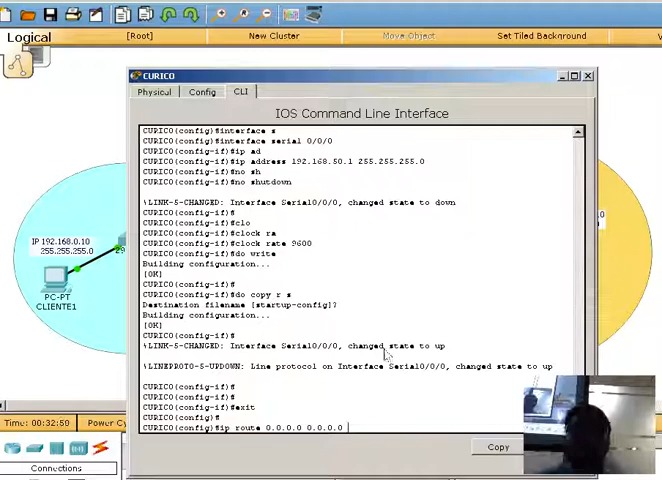 Logical
[Root]
New Cluster
Move Object
Set Tiled Background
CURICO
Physical
Config
CLI
IOS Command Line Interface
CURICO(config)#interface s
CURICO(config)#interface serial 0/0/0
CURICO(config-if)#ip ad
CURICO(config-if)#ip address 192.168.50.1 255.255.255.0
CURICO(config-if)#no sh
CURICO(config-if)#no shutdown
%LINK-5-CHANGED: Interface Serial0/0/0, changed state to down
CURICO(config-if)#
CURICO(config-if)#clo
CURICO(config-if)#clock ra
CURICO(config-if)#clock rate 9600
CURICO(config-if)#do write
Building configuration...
[OK]
CURICO(config-if)#
CURICO(config-if)#do copy r s
Destination filename [startup-config]?
Building configuration...
[OK]
CURICO(config-if)#
%LINK-5-CHANGED: Interface Serial0/0/0, changed state to up
%LINEPROTO-5-UPDOWN: Line protocol on Interface Serial0/0/0, changed state to up
CURICO(config-if)#
CURICO(config-if)#
CURICO(config-if)#exit
CURICO(config)#
CURICO(config)#ip route 0.0.0.0 0.0.0.0
Copy
IP 192.168.0.10
255.255.255.0
PC-PT
CLIENTE1
Time: 00:32:59
Power Cy
Connections